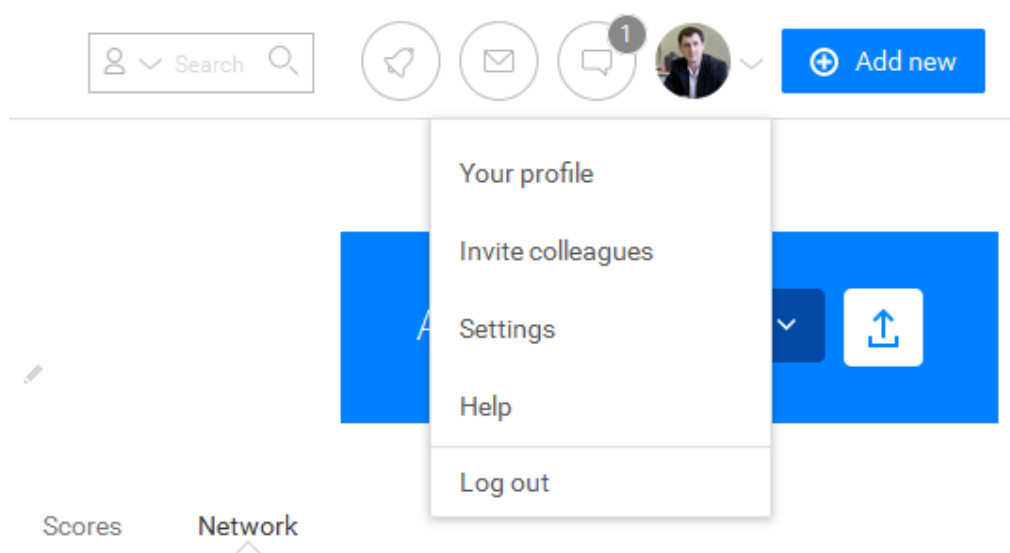 Search
1
Add new
Your profile
Invite colleagues
A
Settings
Help
Log out
Scores
Network